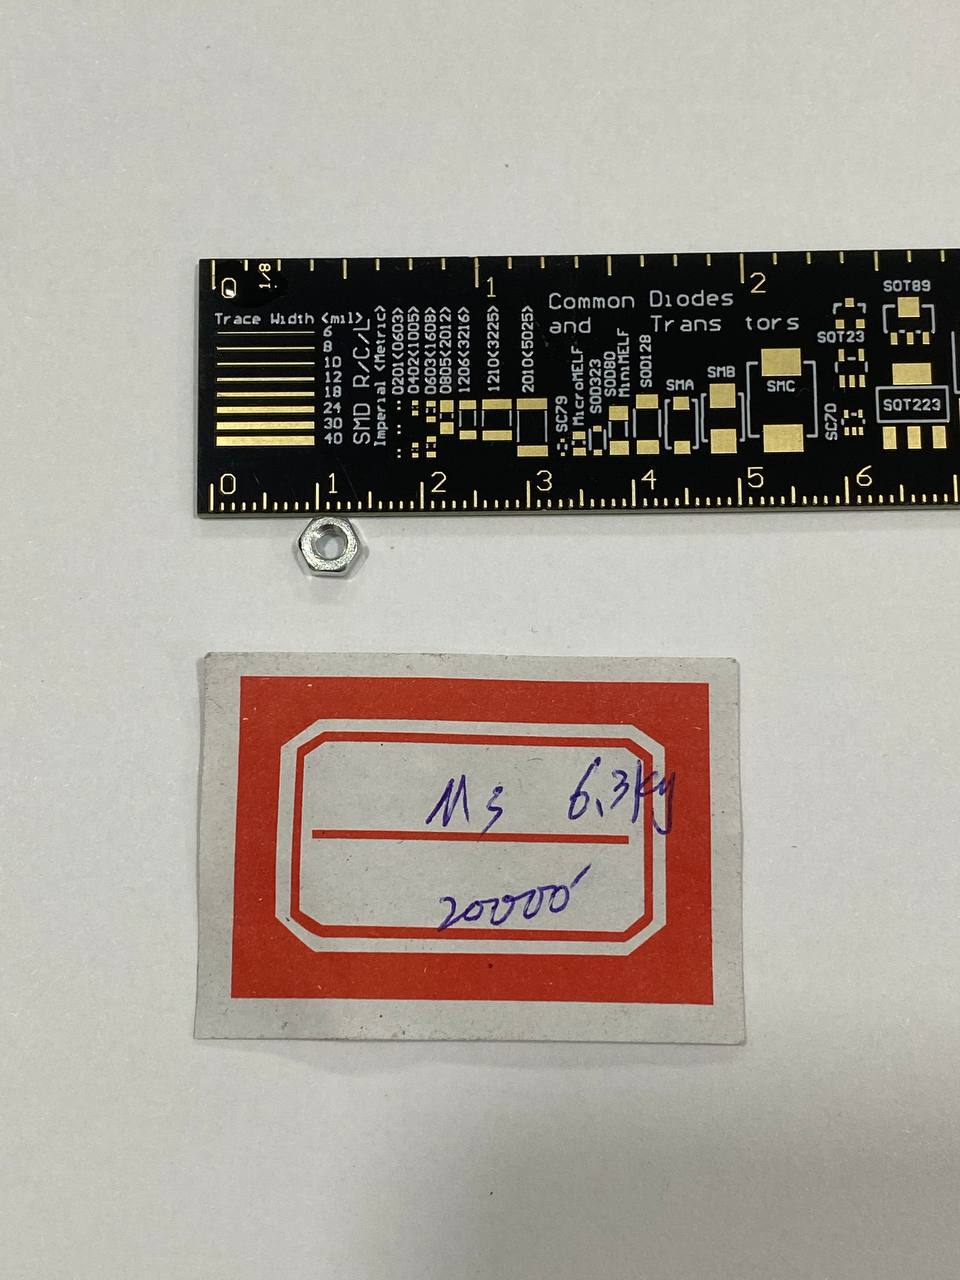 0 1/8 1 2
Trace Width <mil>
6
8
10
12
18
24
30
40
SMD R/C/L
Imperial <Metric>
0201<0603>
0402<1005>
0603<1608>
0805<2012>
1206<3216>
1210<3225>
2010<5025>
Common Diodes
and Trans tors
SC79
MicroMELF
SOD323
SOD80
MiniMELF
SOD128
SMA
SMB
SMC
SOT23
SC70
SOT89
SOT223
0 1 2 3 4 5 6
M3 6.3kg
20000